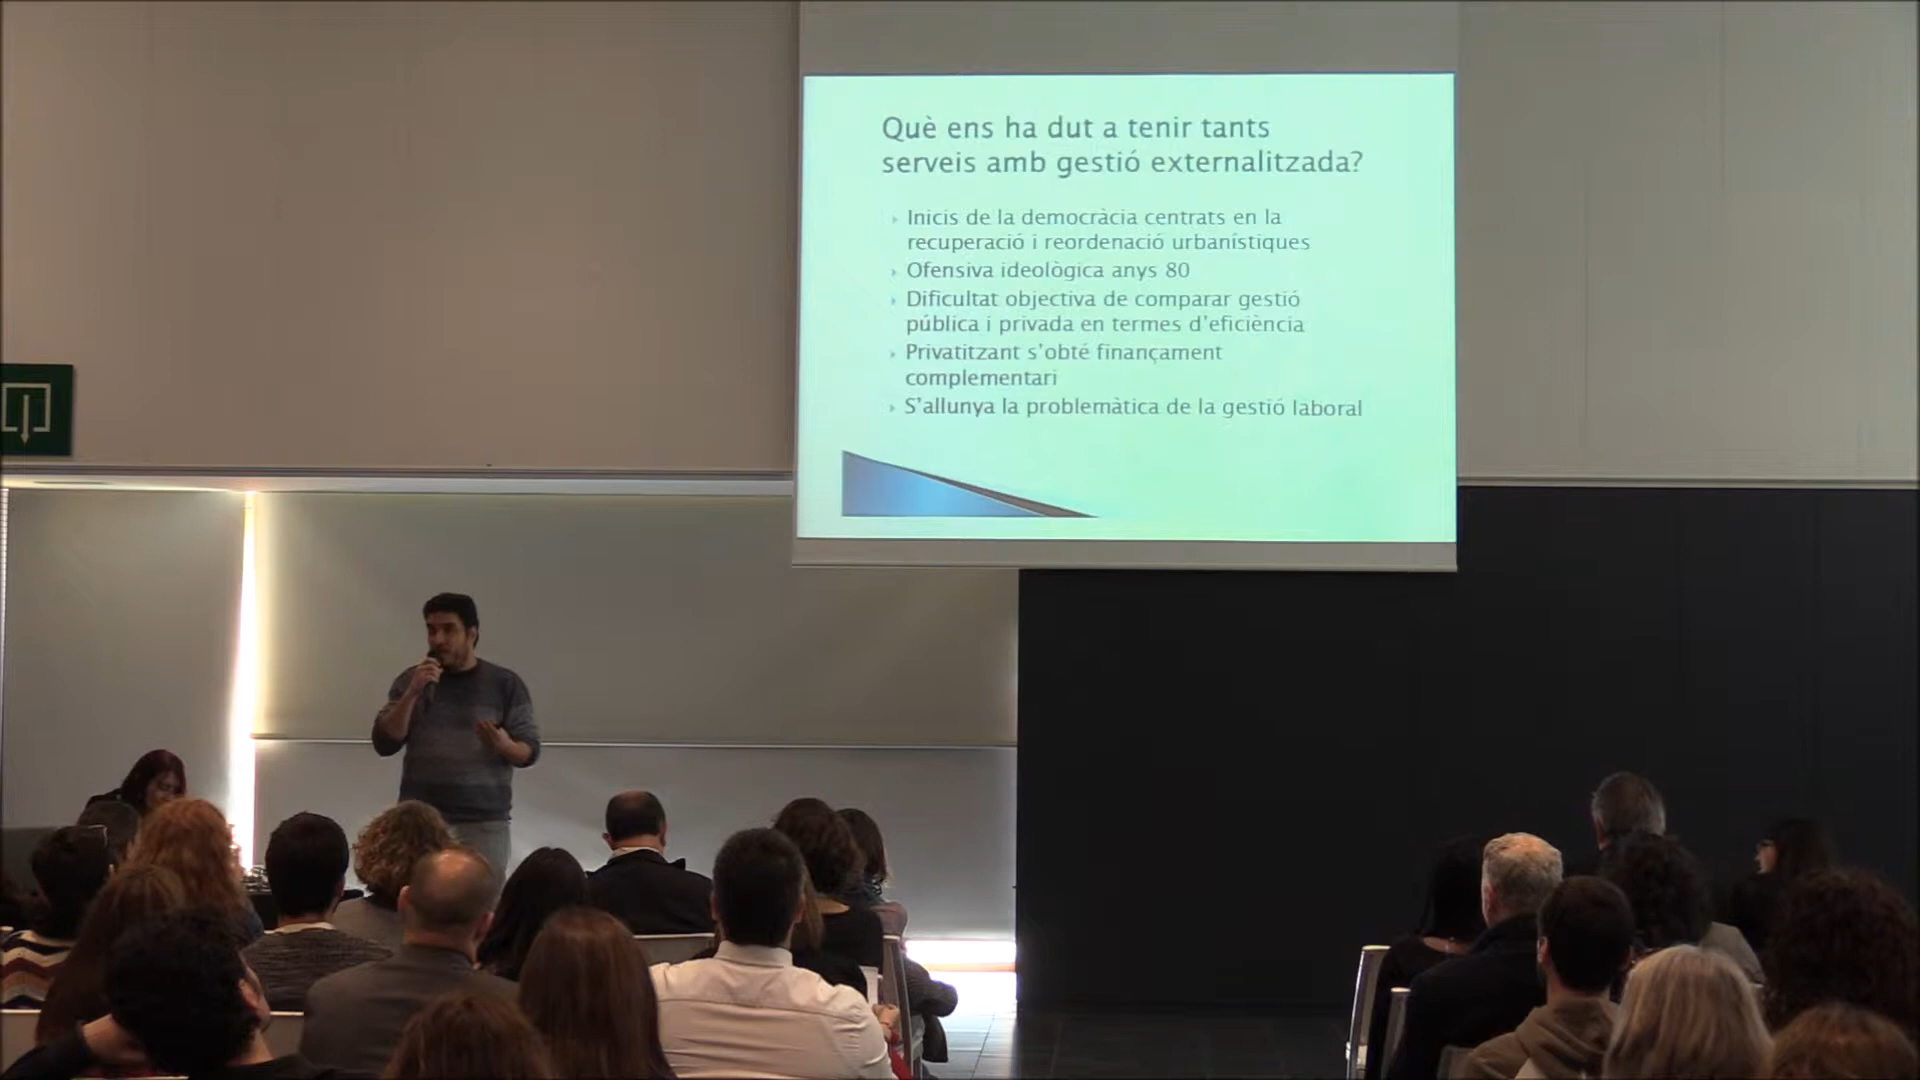 Què ens ha dut a tenir tants
serveis amb gestió externalitzada?
Inicis de la democràcia centrats en la
recuperació i reordenació urbanístiques
Ofensiva ideològica anys 80
Dificultat objectiva de comparar gestió
pública i privada en termes d'eficiència
Privatitzant s'obté finançament
complementari
S'allunya la problemàtica de la gestió laboral